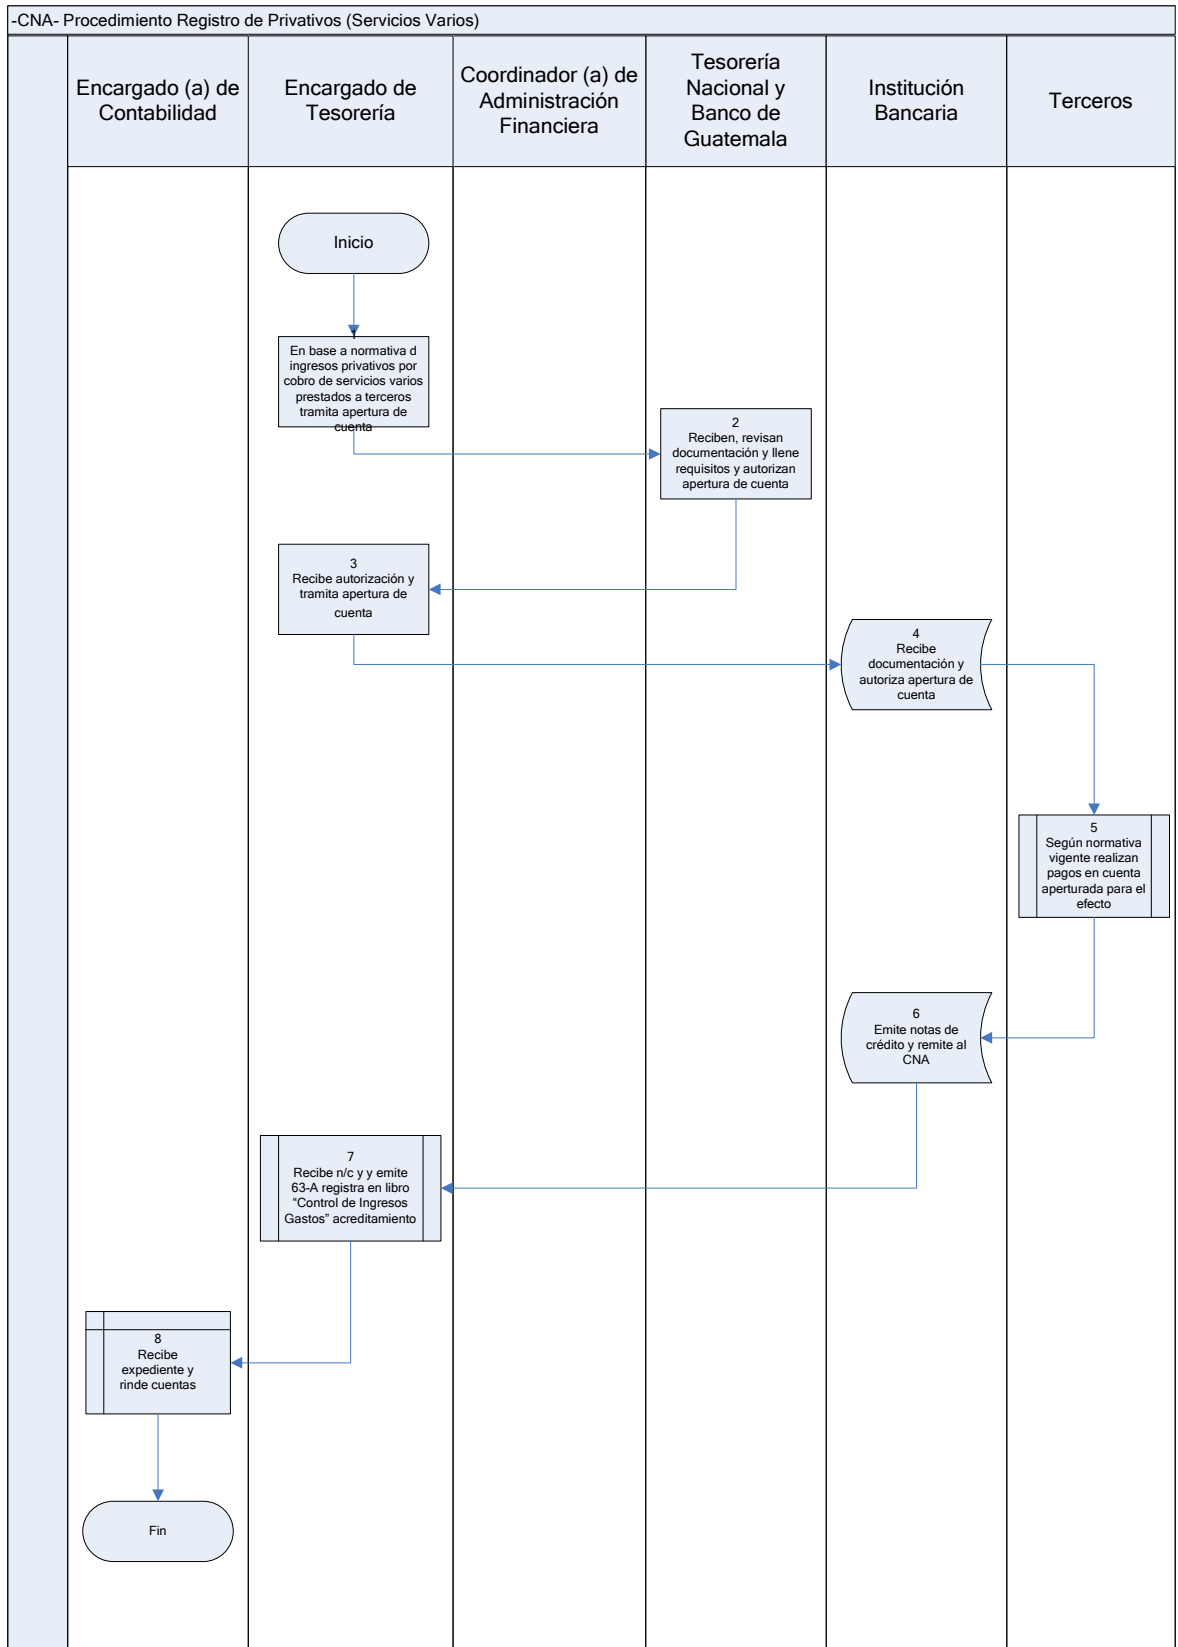 -CNA- Procedimiento Registro de Privativos (Servicios Varios)
Encargado (a) de
Contabilidad
Encargado de
Tesorería
Coordinador (a) de
Administración
Financiera
Tesorería
Nacional y
Banco de
Guatemala
Institución
Bancaria
Terceros
Inicio
1
En base a normativa d
ingresos privativos por
cobro de servicios varios
prestados a terceros
tramita apertura de
cuenta
2
Reciben, revisan
documentación y llene
requisitos y autorizan
apertura de cuenta
3
Recibe autorización y
tramita apertura de
cuenta
4
Recibe
documentación y
autoriza apertura de
cuenta
5
Según normativa
vigente realizan
pagos en cuenta
aperturada para el
efecto
6
Emite notas de
crédito y remite al
CNA
7
Recibe n/c y y emite
63-A registra en libro
“Control de Ingresos
Gastos” acreditamiento
8
Recibe
expediente y
rinde cuentas
Fin